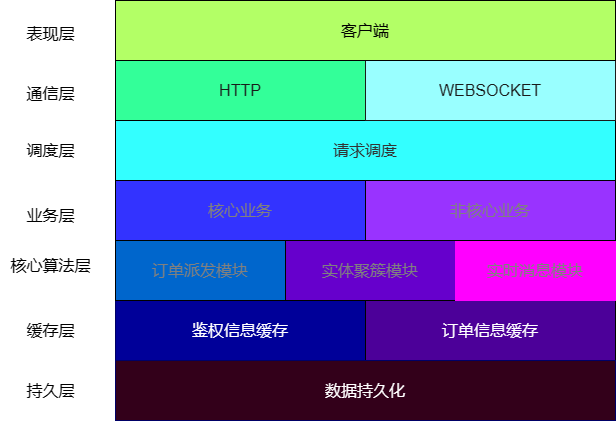 表现层
客户端
通信层
HTTP
WEBSOCKET
调度层
请求调度
业务层
核心业务
非核心业务
核心算法层
订单派发模块
实体聚簇模块
实时消息模块
缓存层
鉴权信息缓存
订单信息缓存
持久层
数据持久化